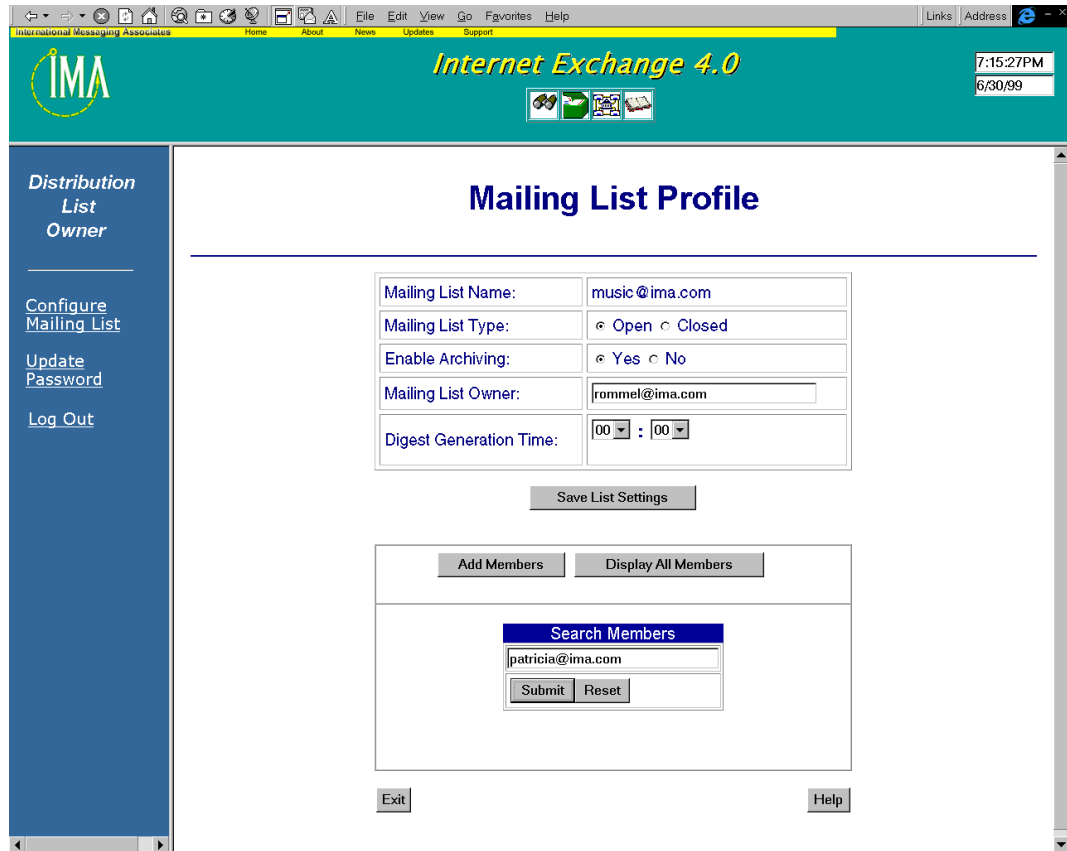 File Edit View Go Favorites Help Links Address
International Messaging Associates Home About News Updates Support
IMA
Internet Exchange 4.0
7:15:27PM
6/30/99
Distribution
List
Owner
Configure
Mailing List
Update
Password
Log Out
Mailing List Profile
Mailing List Name: music@ima.com
Mailing List Type: Open Closed
Enable Archiving: Yes No
Mailing List Owner: rommel@ima.com
Digest Generation Time: 00 : 00
Save List Settings
Add Members Display All Members
Search Members
patricia@ima.com
Submit Reset
Exit Help